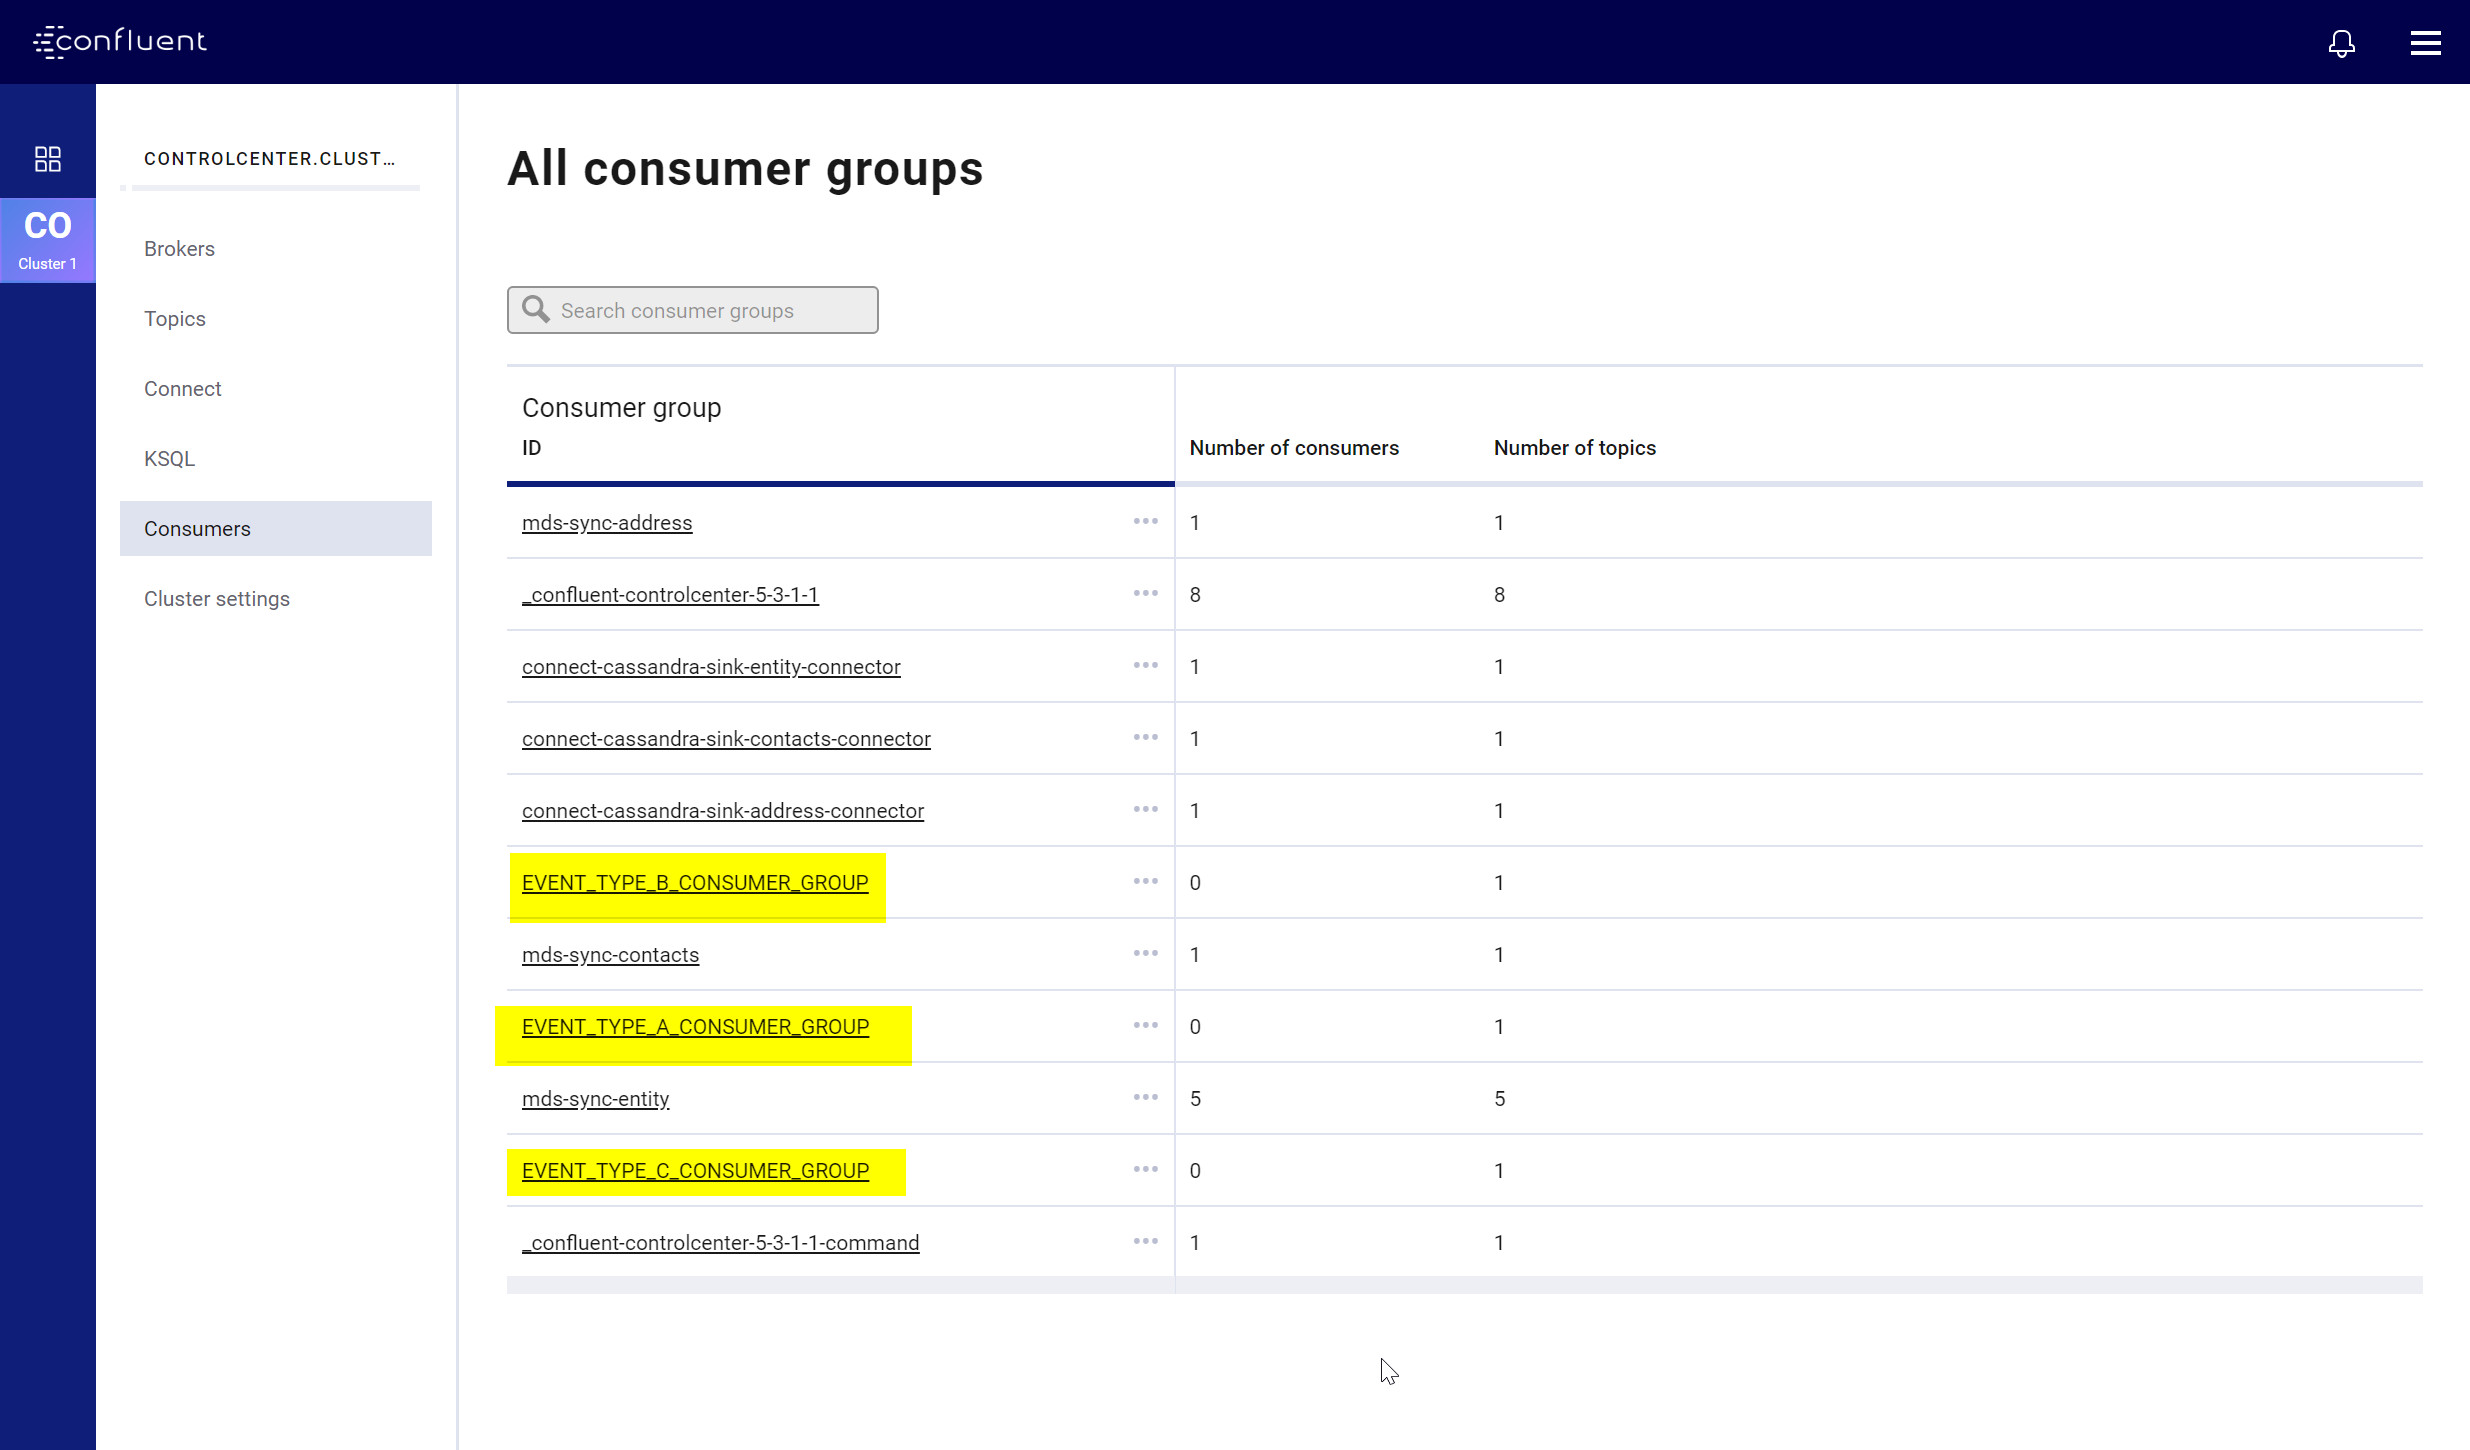 confluent
CO
Cluster 1
CONTROLCENTER.CLUST...
Brokers
Topics
Connect
KSQL
Consumers
Cluster settings
All consumer groups
Search consumer groups
Consumer group
ID Number of consumers Number of topics
mds-sync-address 1 1
_confluent-controlcenter-5-3-1-1 8 8
connect-cassandra-sink-entity-connector 1 1
connect-cassandra-sink-contacts-connector 1 1
connect-cassandra-sink-address-connector 1 1
EVENT_TYPE_B_CONSUMER_GROUP 0 1
mds-sync-contacts 1 1
EVENT_TYPE_A_CONSUMER_GROUP 0 1
mds-sync-entity 5 5
EVENT_TYPE_C_CONSUMER_GROUP 0 1
_confluent-controlcenter-5-3-1-1-command 1 1